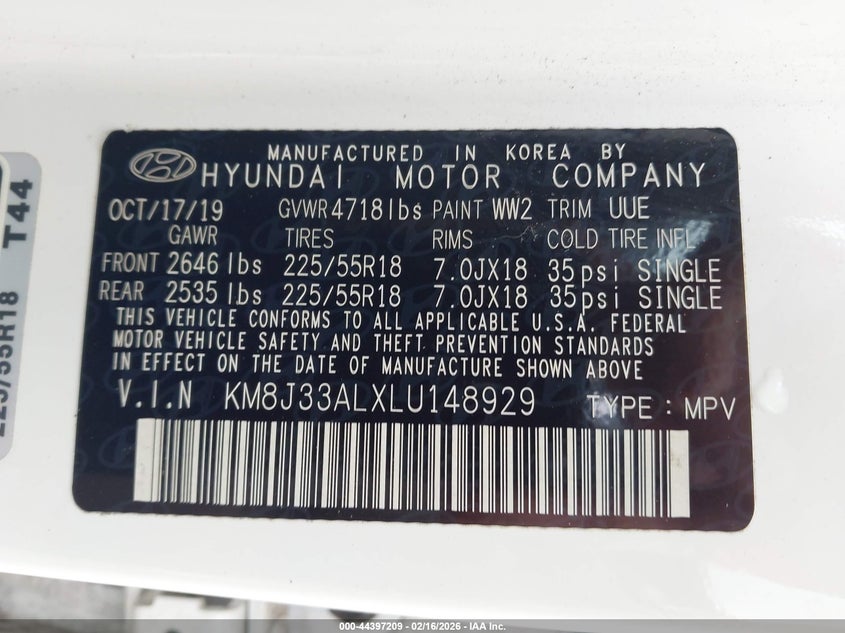 MANUFACTURED IN KOREA BY
HYUNDAI MOTOR COMPANY
OCT/17/19 GVWR 4718lbs PAINT WW2 TRIM UUE
GAWR TIRES RIMS COLD TIRE INFL
FRONT 2646 lbs 225/55R18 7.0JX18 35psi SINGLE
REAR 2535 lbs 225/55R18 7.0JX18 35psi SINGLE
THIS VEHICLE CONFORMS TO ALL APPLICABLE U.S.A. FEDERAL
MOTOR VEHICLE SAFETY AND THEFT PREVENTION STANDARDS
IN EFFECT ON THE DATE OF MANUFACTURE SHOWN ABOVE
V.I.N KM8J33ALXLU148929 TYPE : MPV
225/55R18 T44
000-44397209 - 02/16/2026 - IAA Inc.